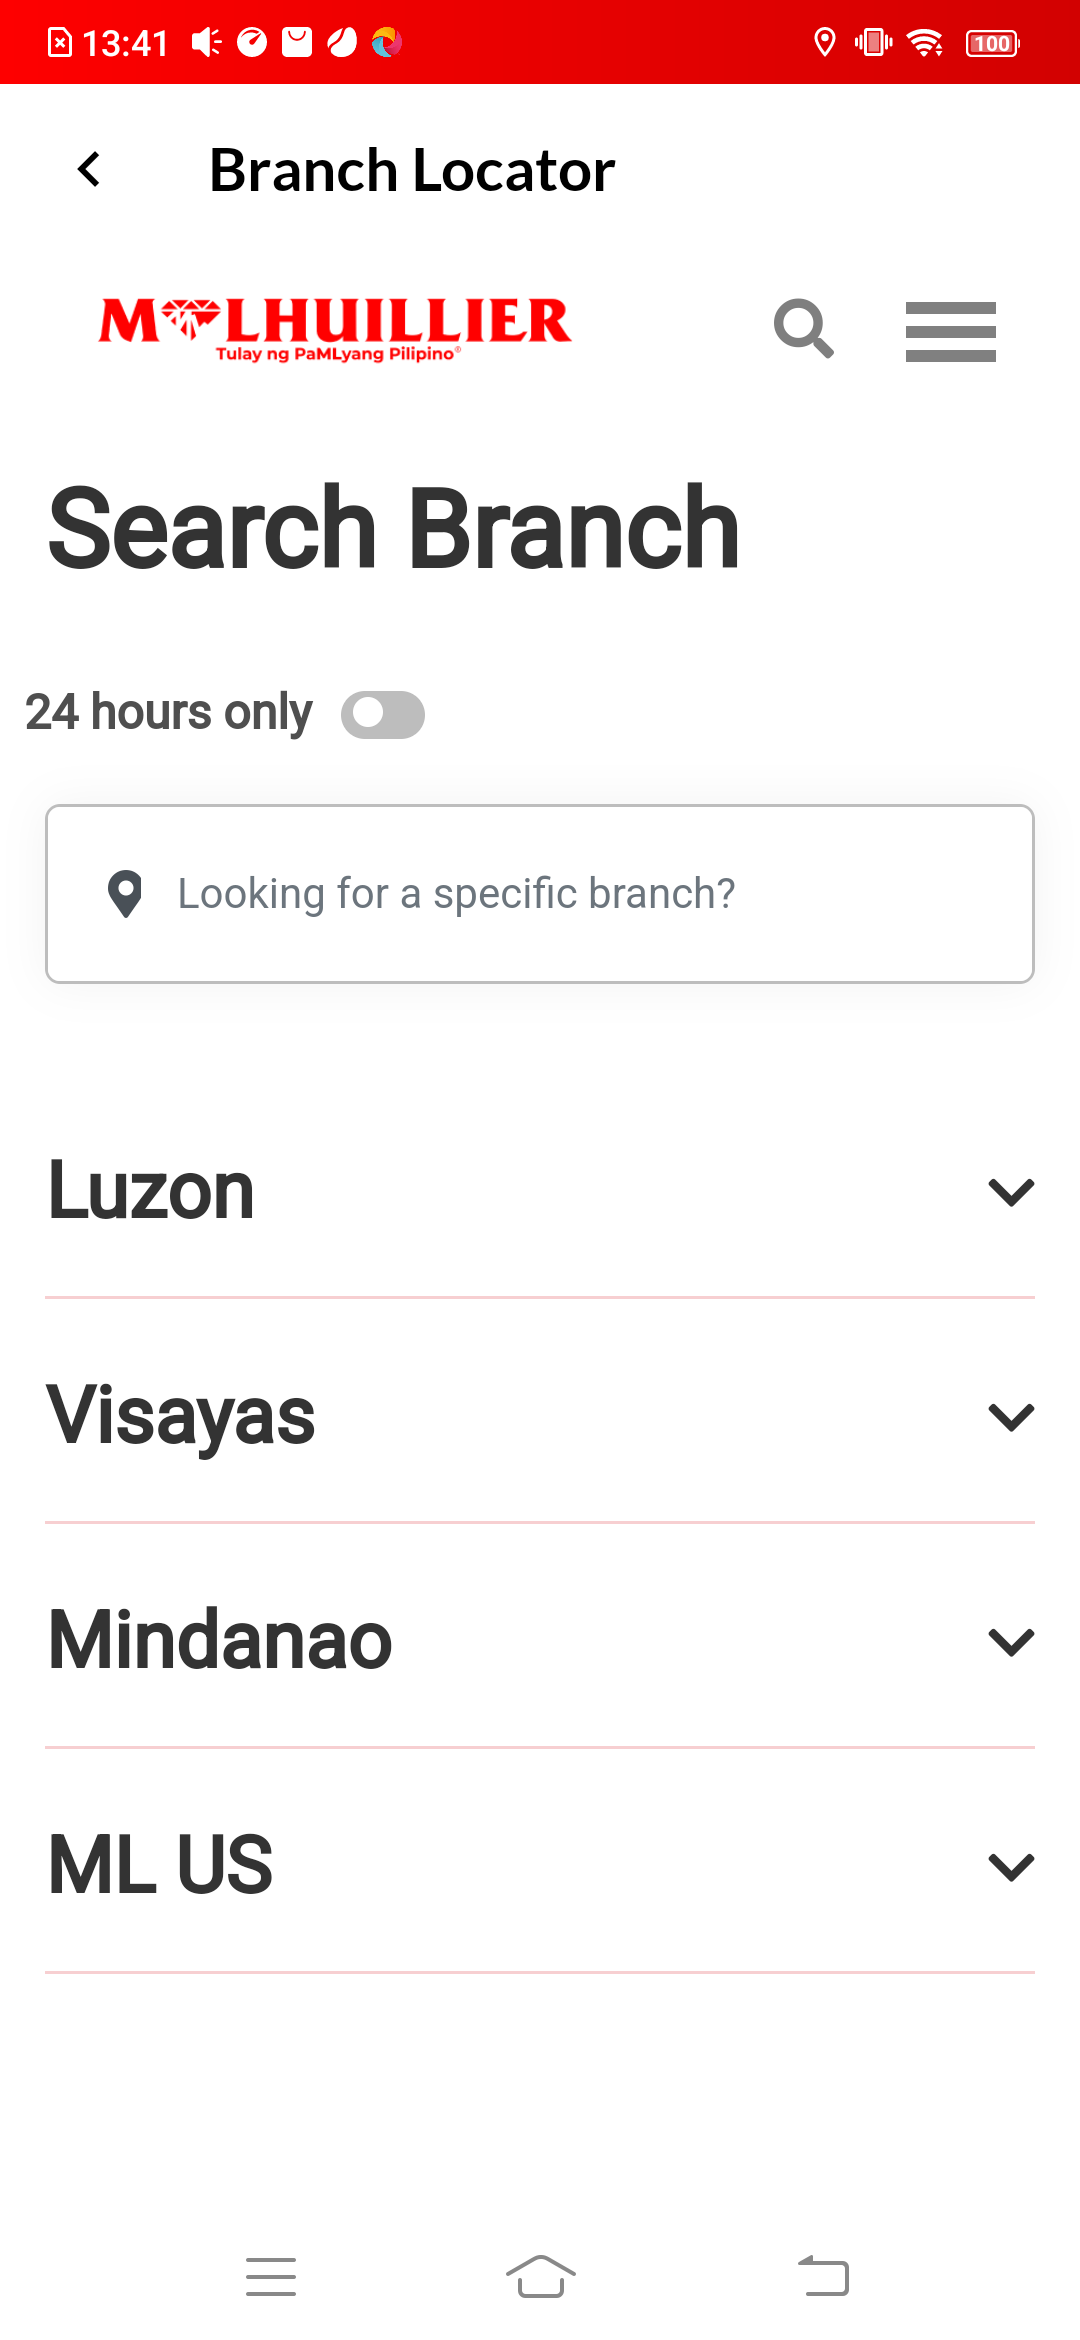 13:41
100
Branch Locator
M LHUILLIER
Tulay ng PaMLyang Pilipino®
Search Branch
24 hours only
Looking for a specific branch?
Luzon
Visayas
Mindanao
ML US